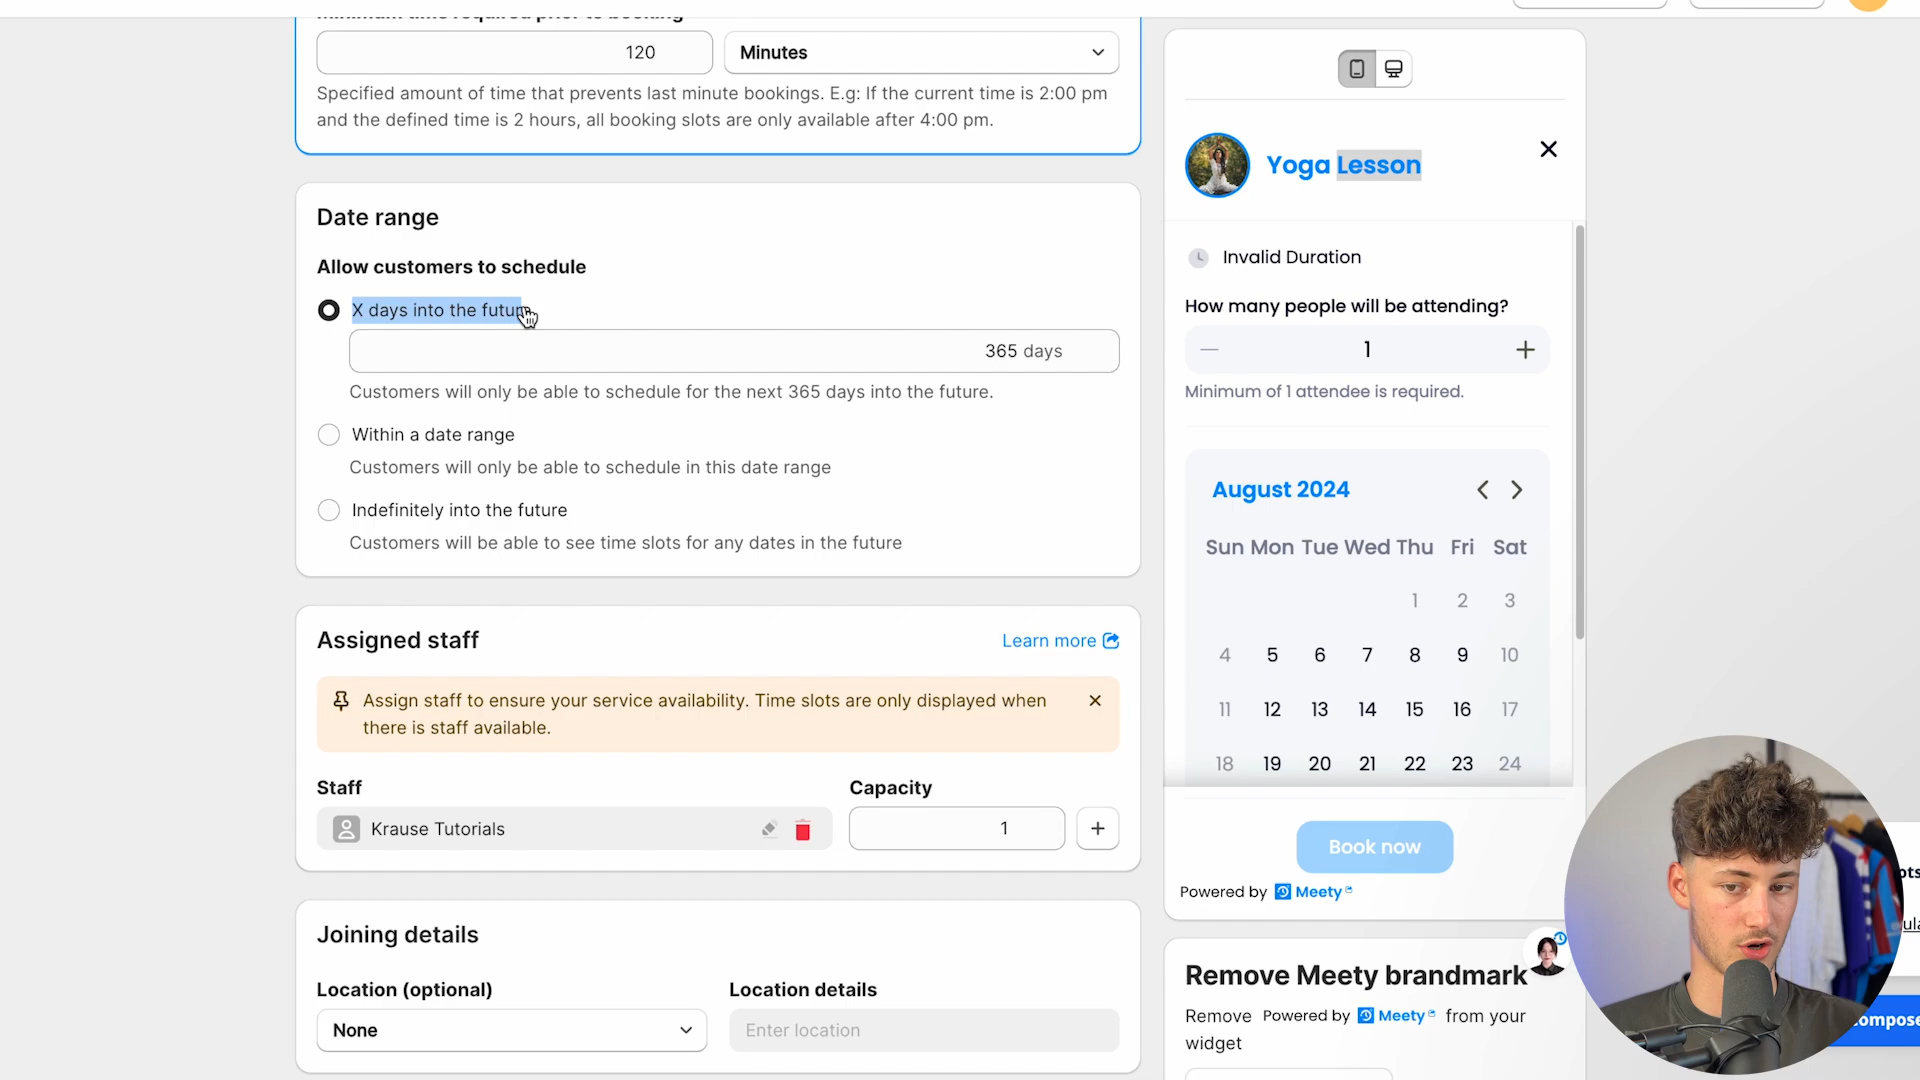 Minimum time required prior to booking
120
Minutes
Specified amount of time that prevents last minute bookings. E.g: If the current time is 2:00 pm
and the defined time is 2 hours, all booking slots are only available after 4:00 pm.
Date range
Allow customers to schedule
X days into the future
365 days
Customers will only be able to schedule for the next 365 days into the future.
Within a date range
Customers will only be able to schedule in this date range
Indefinitely into the future
Customers will be able to see time slots for any dates in the future
Assigned staff
Learn more
Assign staff to ensure your service availability. Time slots are only displayed when
there is staff available.
Staff
Capacity
Krause Tutorials
1
Joining details
Location (optional)
Location details
None
Enter location
Yoga Lesson
Invalid Duration
How many people will be attending?
1
Minimum of 1 attendee is required.
August 2024
Sun Mon Tue Wed Thu Fri Sat
1 2 3
4 5 6 7 8 9 10
11 12 13 14 15 16 17
18 19 20 21 22 23 24
Book now
Powered by Meety
Remove Meety brandmark
Remove Powered by Meety from your
widget